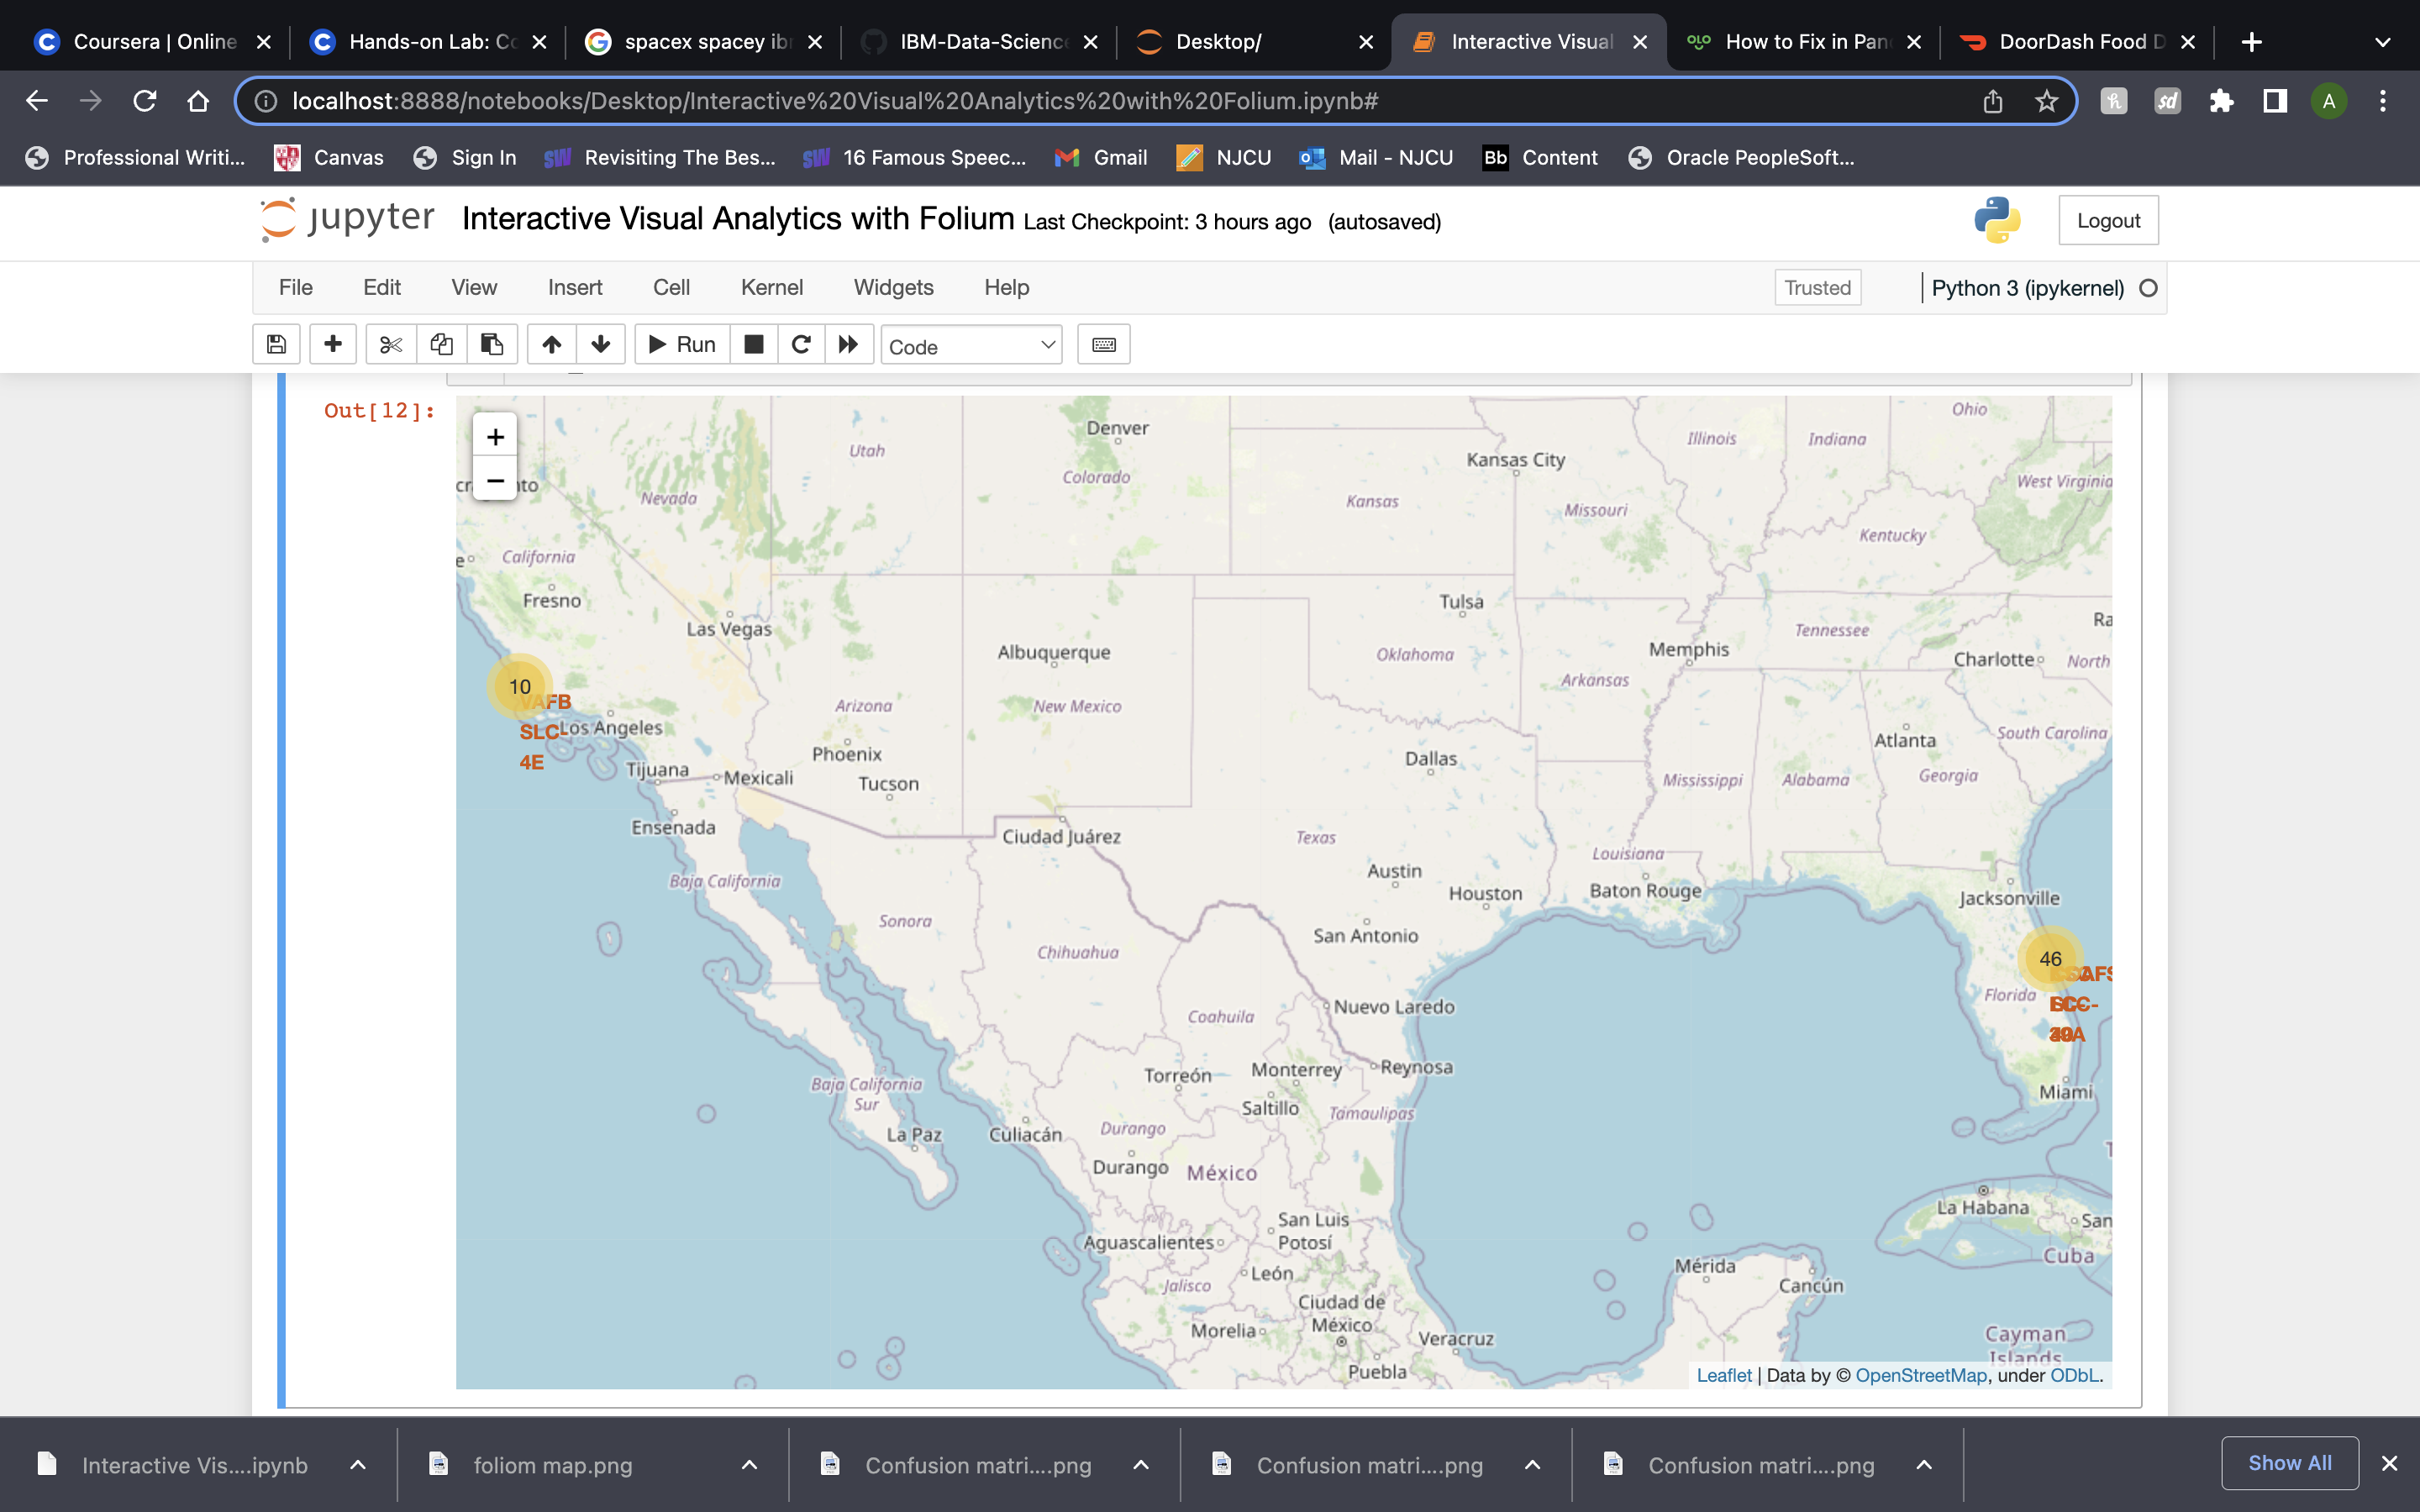 Coursera | Online
Hands-on Lab: Co
spacex spacey ibm
IBM-Data-Science
Desktop/
Interactive Visual
How to Fix in Pan
DoorDash Food D
localhost:8888/notebooks/Desktop/Interactive%20Visual%20Analytics%20with%20Folium.ipynb#
A
Professional Writi...
Canvas
Sign In
Revisiting The Bes...
16 Famous Speec...
Gmail
NJCU
Mail - NJCU
Bb Content
Oracle PeopleSoft...
jupyter Interactive Visual Analytics with Folium Last Checkpoint: 3 hours ago (autosaved)
Logout
File Edit View Insert Cell Kernel Widgets Help
Trusted
Python 3 (ipykernel)
Run
Code
Out[12]:
+
−
Ohio
Denver
Illinois
Indiana
Utah
Kansas City
Colorado
West Virginia
Nevada
Kansas
Missouri
Kentucky
California
Fresno
Tulsa
Las Vegas
Ra
Tennessee
Albuquerque
Oklahoma
Memphis
Charlotte
North
Arkansas
10
VAFB
SLC-
4E
Arizona
New Mexico
Los Angeles
South Carolina
Atlanta
Phoenix
Dallas
Tijuana
Mexicali
Tucson
Mississippi
Alabama
Georgia
Ensenada
Ciudad Juárez
Texas
Louisiana
Austin
Baja California
Houston
Baton Rouge
Jacksonville
Sonora
San Antonio
Chihuahua
46
Florida
Nuevo Laredo
Coahuila
Reynosa
Torreón
Monterrey
Baja California
Sur
Miami
Saltillo
Tamaulipas
La Paz
Culiacán
Durango
Durango
México
La Habana
San Luis
Potosí
San
Aguascalientes
Cuba
Mérida
León
Jalisco
Cancún
Ciudad de
México
Morelia
Veracruz
Cayman
Islands
Puebla
Leaflet | Data by © OpenStreetMap, under ODbL.
Interactive Vis....ipynb
foliom map.png
Confusion matri....png
Confusion matri....png
Confusion matri....png
Show All